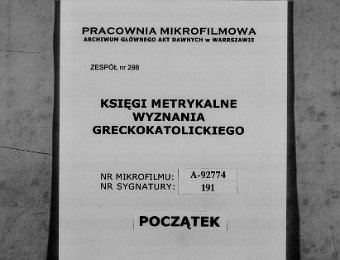 PRACOWNIA MIKROFILMOWA
ARCHIWUM GŁÓWNEGO AKT DAWNYCH w WARRSZAWIE
ZESPÓŁ nr 298
KSIĘGI METRYKALNE
WYZNANIA
GRECKOKATOLICKIEGO
NR MIKROFILMU: A-92774
NR SYGNATURY: 191
POCZĄTEK